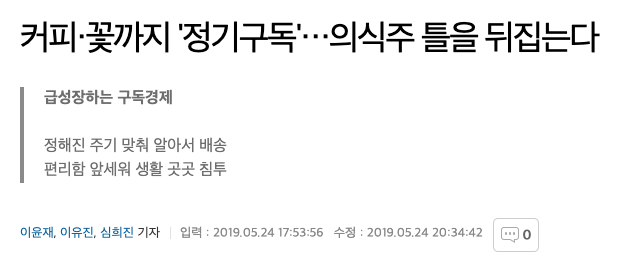 커피·꽃까지 '정기구독'…의식주 틀을 뒤집는다
급성장하는 구독경제
정해진 주기 맞춰 알아서 배송
편리함 앞세워 생활 곳곳 침투
이윤재, 이유진, 심희진 기자 입력 : 2019.05.24 17:53:56 수정 : 2019.05.24 20:34:42 0